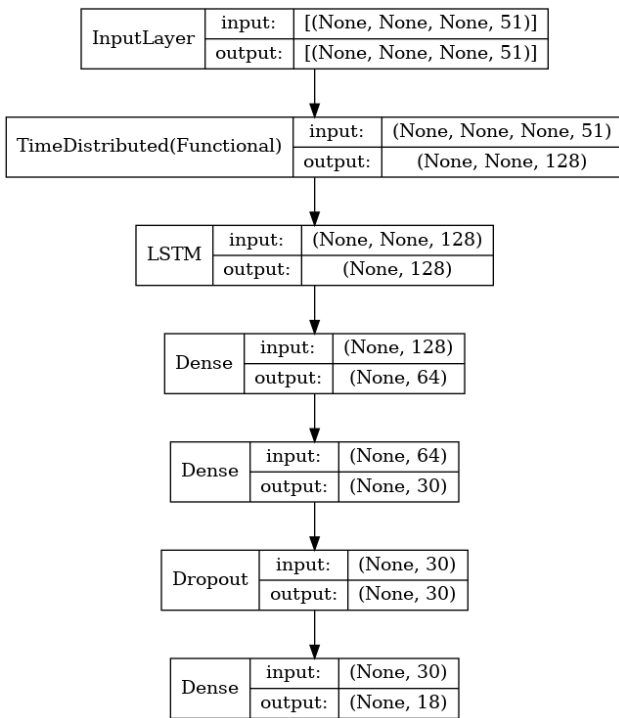 InputLayer
input: [(None, None, None, 51)]
output: [(None, None, None, 51)]
TimeDistributed(Functional)
input: (None, None, None, 51)
output: (None, None, 128)
LSTM
input: (None, None, 128)
output: (None, 128)
Dense
input: (None, 128)
output: (None, 64)
Dense
input: (None, 64)
output: (None, 30)
Dropout
input: (None, 30)
output: (None, 30)
Dense
input: (None, 30)
output: (None, 18)